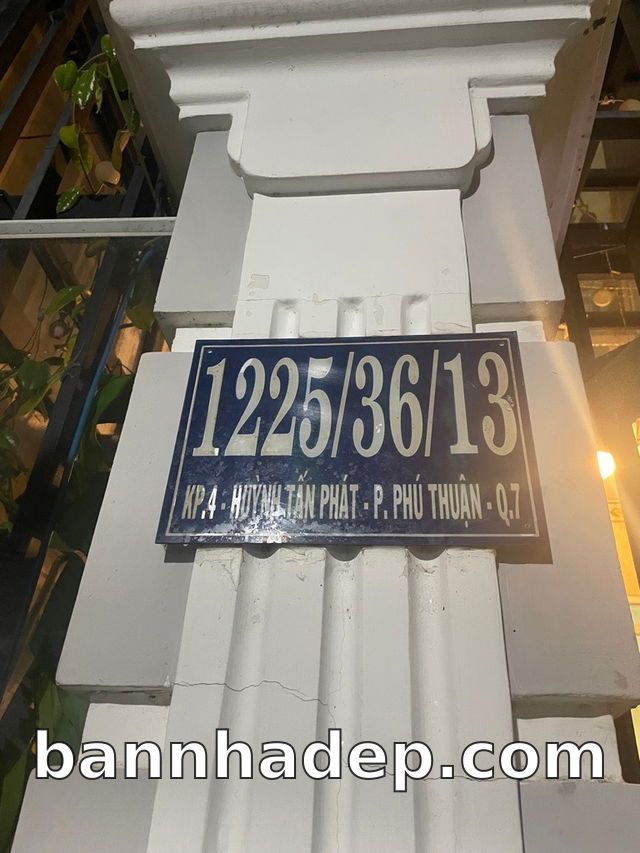 1225/36/13
KP.4 - HUỲNH TẤN PHÁT - P. PHÚ THUẬN - Q.7
bannhadep.com